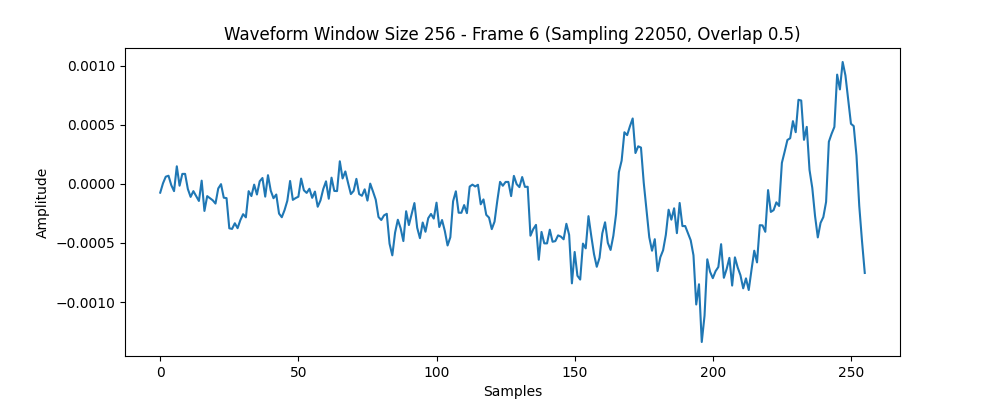 Waveform Window Size 256 - Frame 6 (Sampling 22050, Overlap 0.5)
0.0010
0.0005
0.0000
−0.0005
−0.0010
Amplitude
0 50 100 150 200 250
Samples